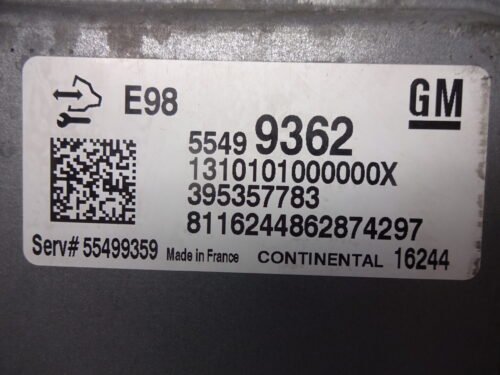 E98
GM
5549 9362
1310101000000X
395357783
8116244862874297
Serv# 55499359 Made in France CONTINENTAL 16244